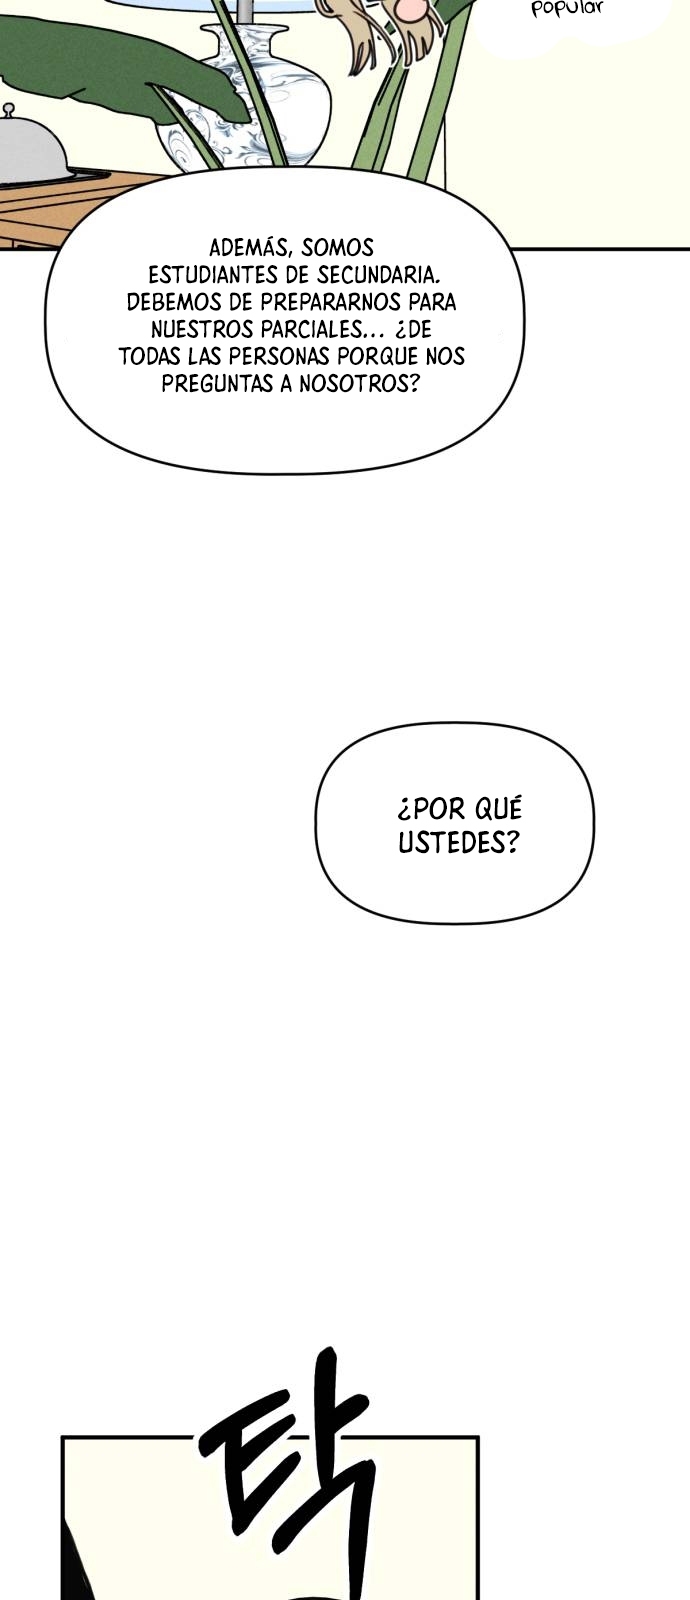 popular
ADEMÁS, SOMOS
ESTUDIANTES DE SECUNDARIA.
DEBEMOS DE PREPARARNOS PARA
NUESTROS PARCIALES... ¿DE
TODAS LAS PERSONAS PORQUE NOS
PREGUNTAS A NOSOTROS?
¿POR QUÉ
USTEDES?
탁